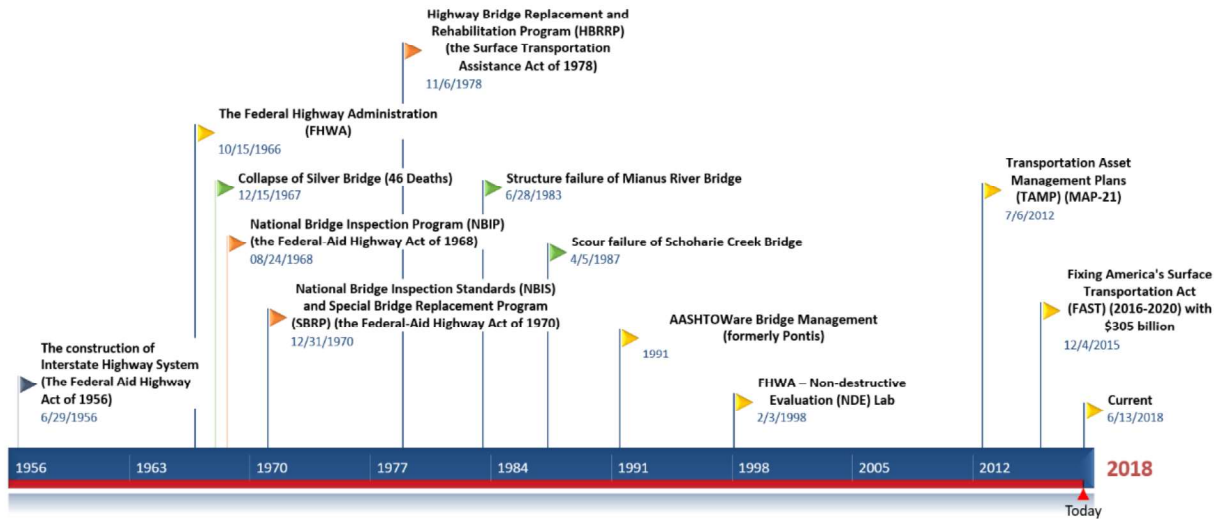 Highway Bridge Replacement and
Rehabilitation Program (HBRRP)
(the Surface Transportation
Assistance Act of 1978)
11/6/1978
The Federal Highway Administration
(FHWA)
10/15/1966
Collapse of Silver Bridge (46 Deaths)
12/15/1967
Structure failure of Mianus River Bridge
6/28/1983
Transportation Asset
Management Plans
(TAMP) (MAP-21)
7/6/2012
National Bridge Inspection Program (NBIP)
(the Federal-Aid Highway Act of 1968)
08/24/1968
Scour failure of Schoharie Creek Bridge
4/5/1987
National Bridge Inspection Standards (NBIS)
and Special Bridge Replacement Program
(SBRP) (the Federal-Aid Highway Act of 1970)
12/31/1970
Fixing America's Surface
Transportation Act
(FAST) (2016-2020) with
$305 billion
12/4/2015
AASHTOWare Bridge Management
(formerly Pontis)
1991
The construction of
Interstate Highway System
(The Federal Aid Highway
Act of 1956)
6/29/1956
FHWA – Non-destructive
Evaluation (NDE) Lab
2/3/1998
Current
6/13/2018
1956 1963 1970 1977 1984 1991 1998 2005 2012 2018
Today